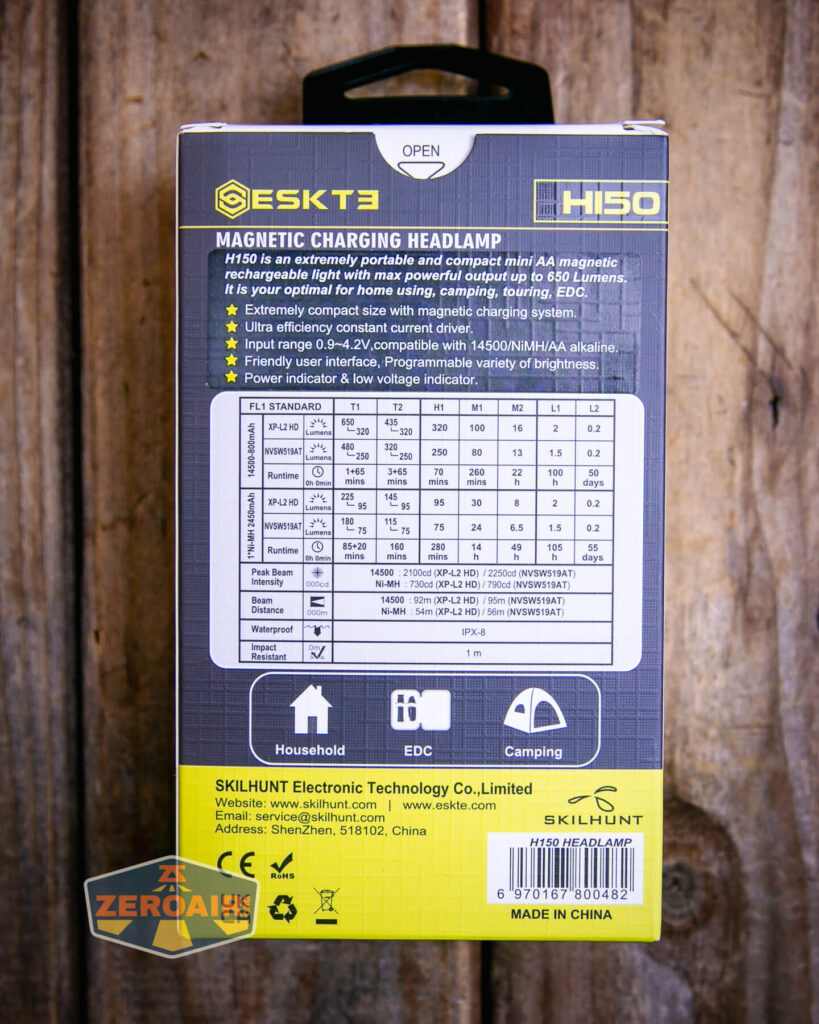 OPEN
ESKTE
H150
MAGNETIC CHARGING HEADLAMP
H150 is an extremely portable and compact mini AA magnetic
rechargeable light with max powerful output up to 650 Lumens.
It is your optimal for home using, camping, touring, EDC.
Extremely compact size with magnetic charging system.
Ultra efficiency constant current driver.
Input range 0.9~4.2V,compatible with 14500/NiMH/AA alkaline.
Friendly user interface, Programmable variety of brightness.
Power indicator & low voltage indicator.
FL1 STANDARD T1 T2 H1 M1 M2 L1 L2
14500-800mAh
XP-L2 HD Lumens 650 320 435 320 320 100 16 2 0.2
NVSW519AT Lumens 480 250 320 250 250 80 13 1.5 0.2
Runtime 0h 0min 1+65 mins 3+65 mins 70 mins 260 mins 22 h 100 h 50 days
1*Ni-MH 2450mAh
XP-L2 HD Lumens 225 95 145 95 95 30 8 2 0.2
NVSW519AT Lumens 180 75 115 75 75 24 6.5 1.5 0.2
Runtime 0h 0min 85+20 mins 160 mins 280 mins 14 h 49 h 105 h 55 days
Peak Beam Intensity 000cd
14500 : 2100cd (XP-L2 HD) / 2250cd (NVSW519AT)
Ni-MH : 730cd (XP-L2 HD) / 790cd (NVSW519AT)
Beam Distance 000m
14500 : 92m (XP-L2 HD) / 95m (NVSW519AT)
Ni-MH : 54m (XP-L2 HD) / 56m (NVSW519AT)
Waterproof IPX-8
Impact Resistant 0m 1 m
Household EDC Camping
SKILHUNT Electronic Technology Co.,Limited
Website: www.skilhunt.com | www.eskte.com
Email: service@skilhunt.com
Address: ShenZhen, 518102, China
SKILHUNT
H150 HEADLAMP
6 970167 800482
MADE IN CHINA
CE RoHS
UK CA
ZEROAIR